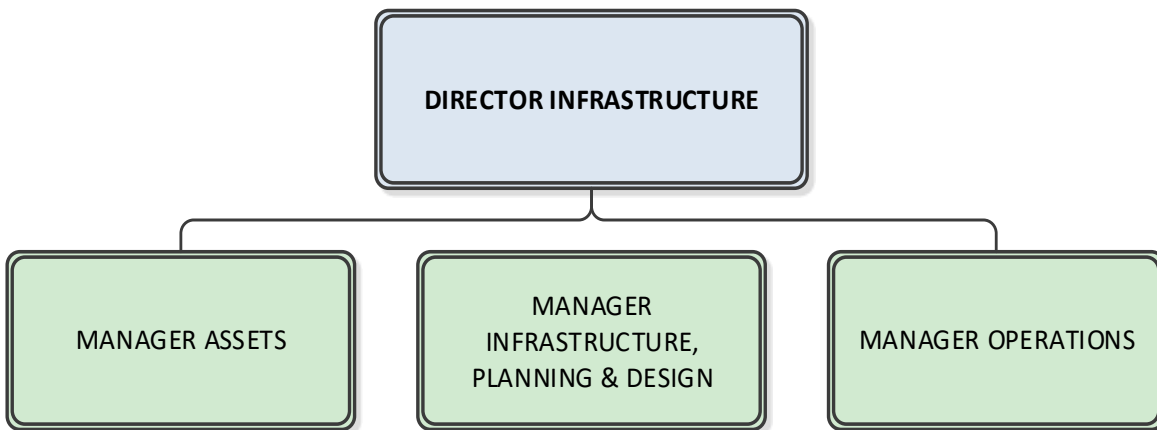 DIRECTOR INFRASTRUCTURE
MANAGER ASSETS
MANAGER
INFRASTRUCTURE,
PLANNING & DESIGN
MANAGER OPERATIONS